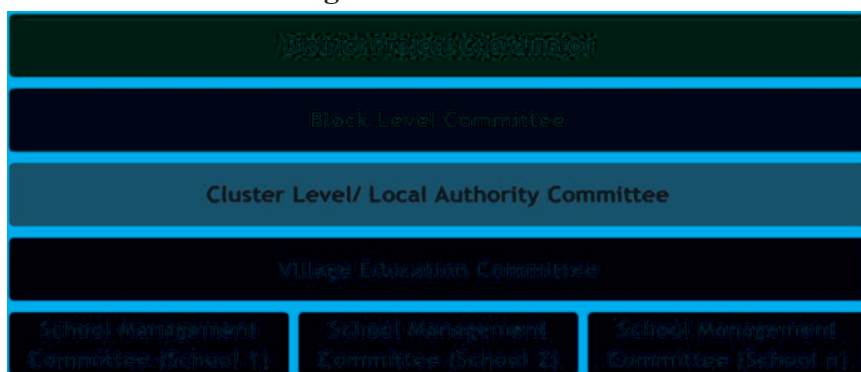 District Project Coordinator
Block Level Committee
Cluster Level/ Local Authority Committee
Village Education Committee
School Management
Committee (School 1)
School Management
Committee (School 2)
School Management
Committee (School n)